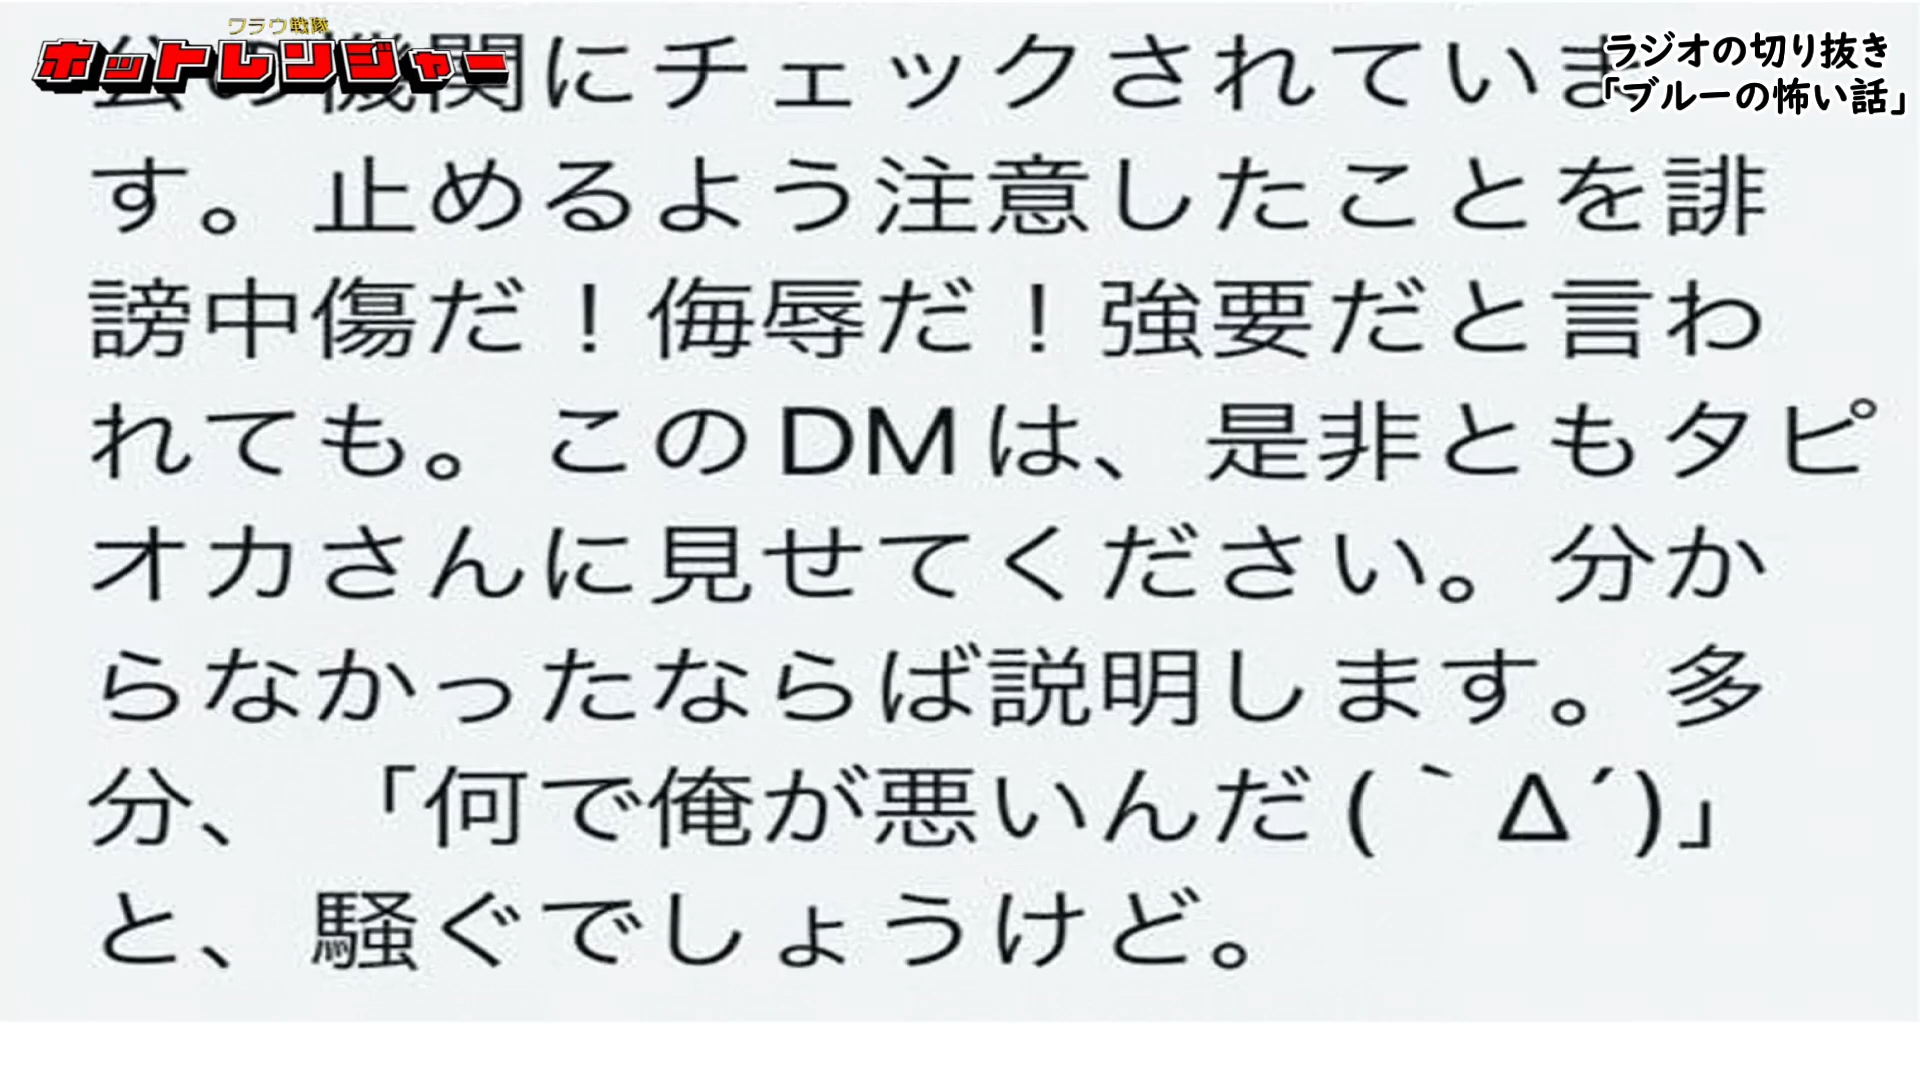 ワラウ戦隊
ホットレンジャー
ラジオの切り抜き
「ブルーの怖い話」
の機関にチェックされていま
す。止めるよう注意したことを誹
謗中傷だ！侮辱だ！強要だと言わ
れても。このDMは、是非ともタピ
オカさんに見せてください。分か
らなかったならば説明します。多
分、「何で俺が悪いんだ(｀Δ´)」
と、騒ぐでしょうけど。